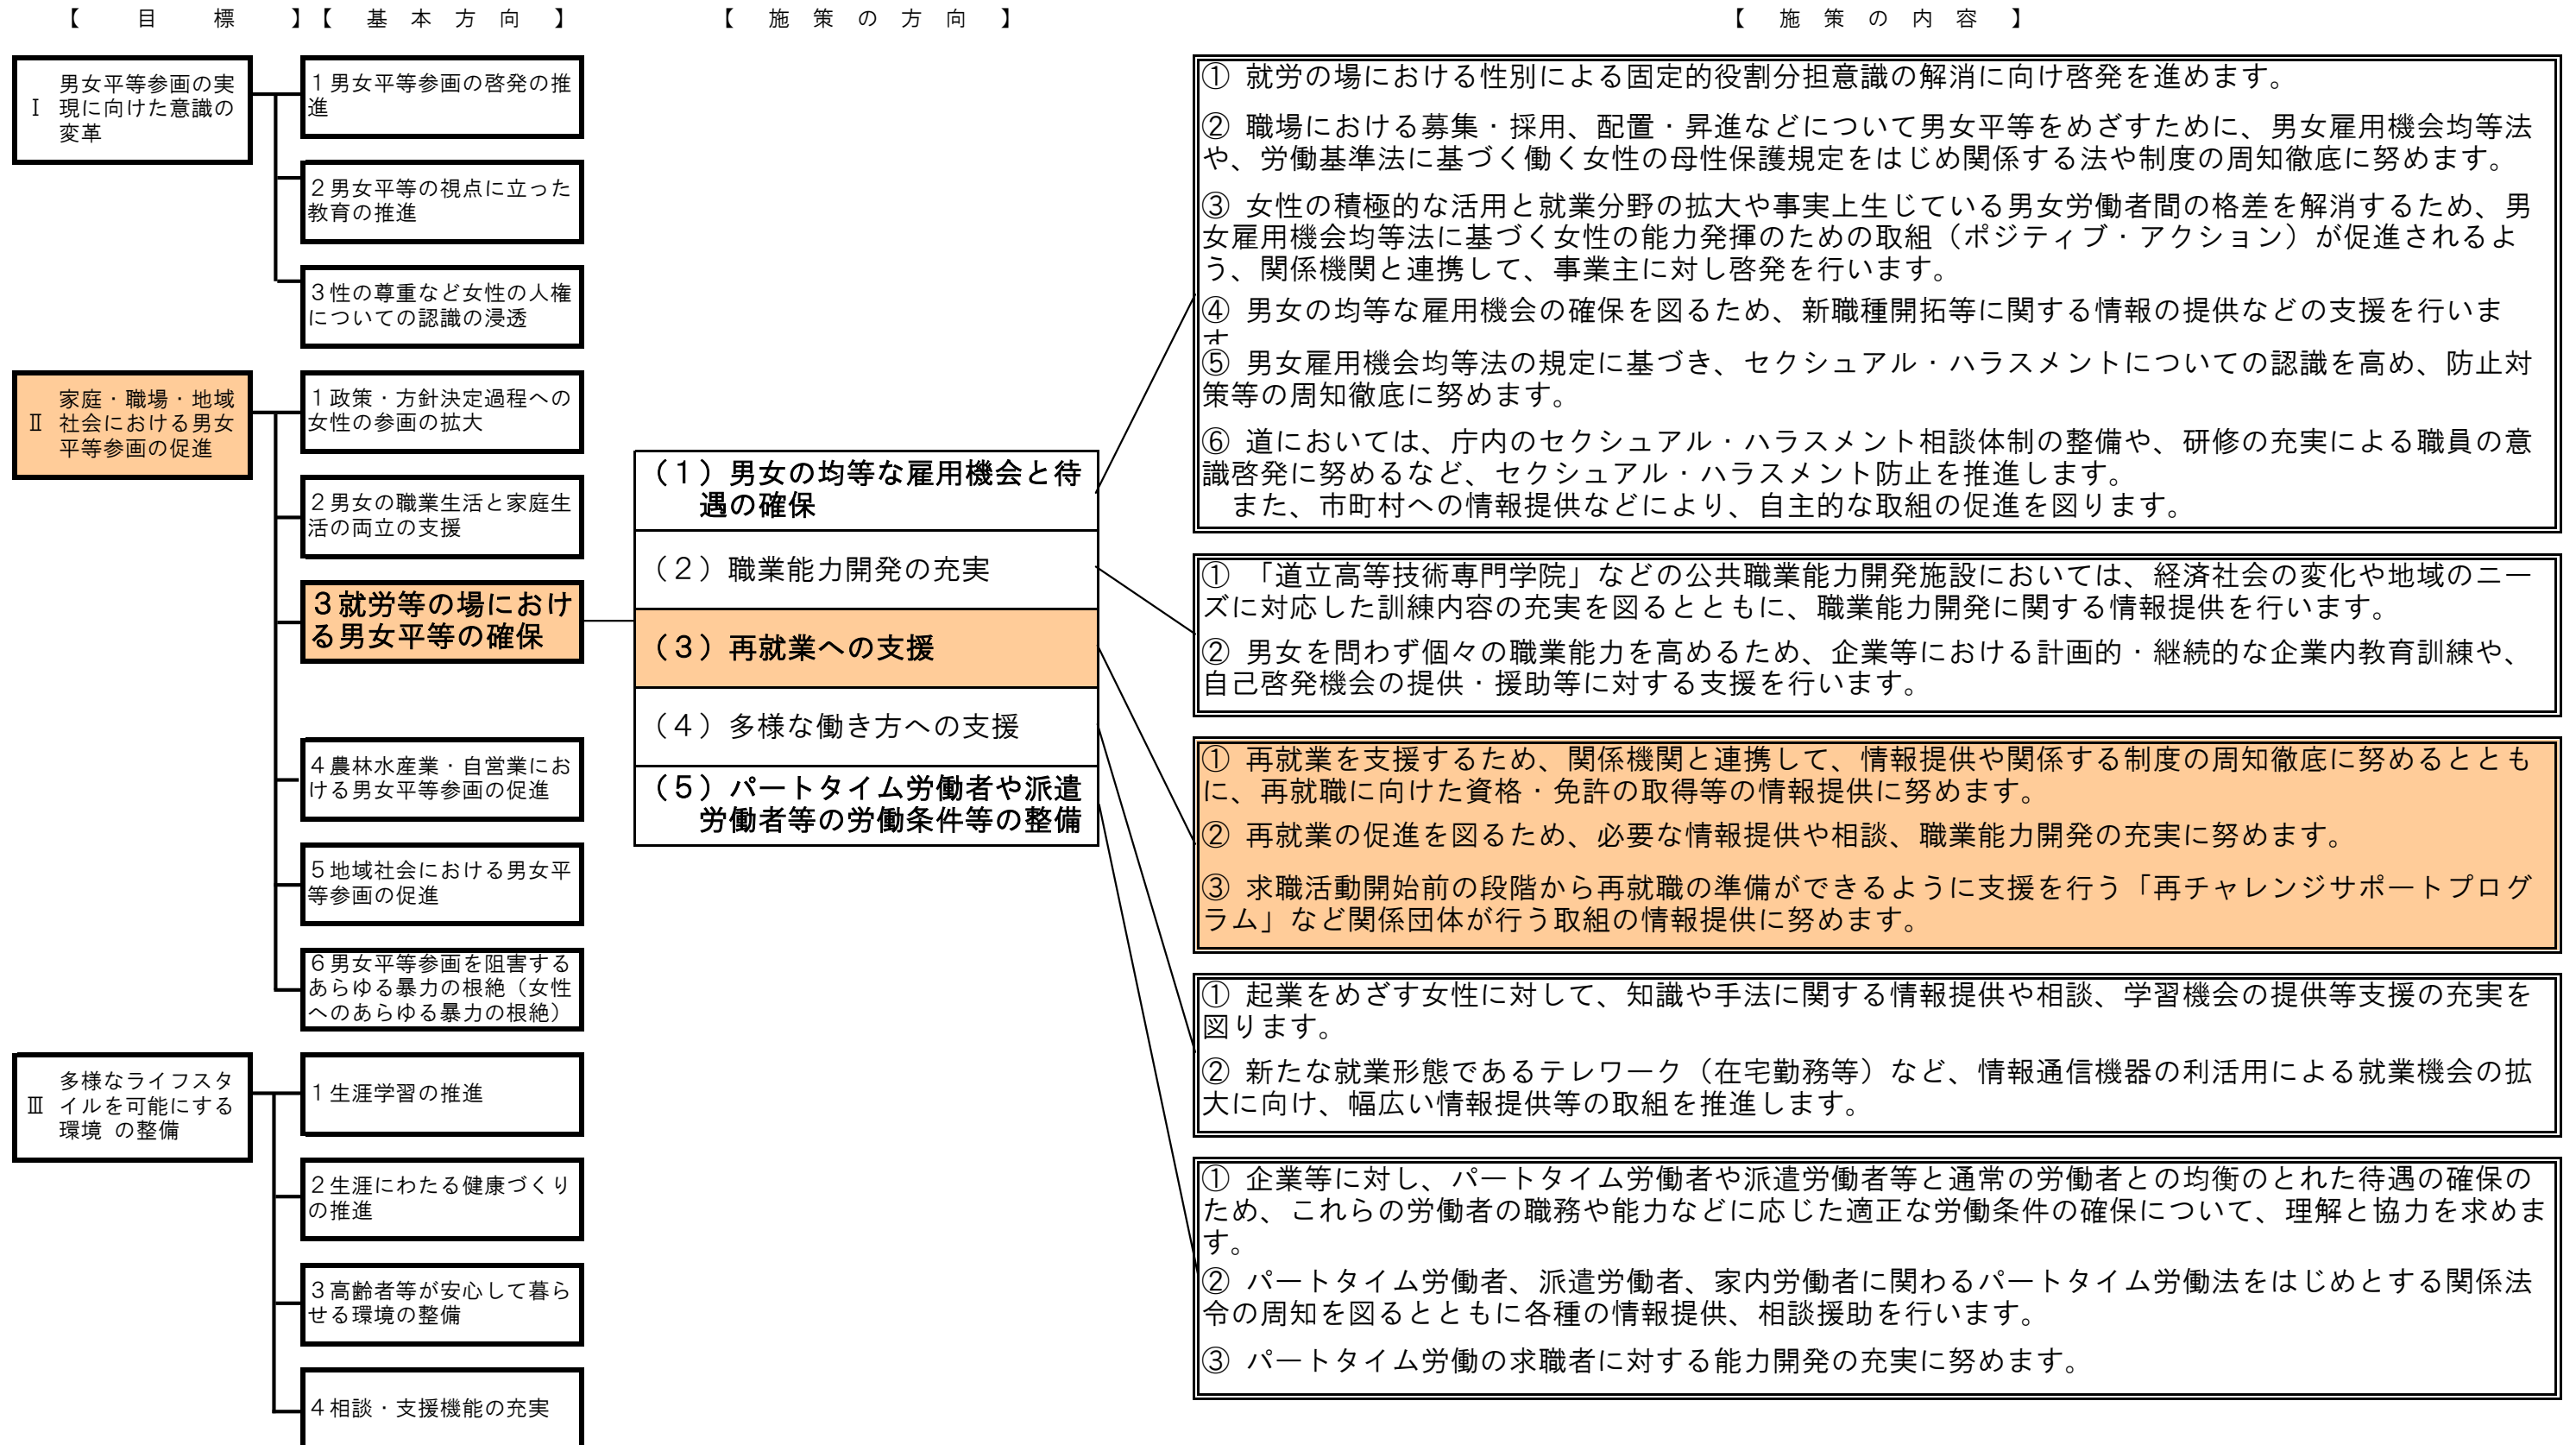 【　　目　　標　　】【　基　本　方　向　】　【　施　策　の　方　向　】　【　施　策　の　内　容　】
Ⅰ 男女平等参画の実
現に向けた意識の
変革
１男女平等参画の啓発の推
進
２男女平等の視点に立った
教育の推進
３性の尊重など女性の人権
についての認識の浸透
Ⅱ 家庭・職場・地域
社会における男女
平等参画の促進
１政策・方針決定過程への
女性の参画の拡大
２男女の職業生活と家庭生
活の両立の支援
３就労等の場におけ
る男女平等の確保
４農林水産業・自営業にお
ける男女平等参画の促進
５地域社会における男女平
等参画の促進
６男女平等参画を阻害する
あらゆる暴力の根絶（女性
へのあらゆる暴力の根絶）
Ⅲ 多様なライフスタ
イルを可能にする
環境 の整備
１生涯学習の推進
２生涯にわたる健康づくり
の推進
３高齢者等が安心して暮ら
せる環境の整備
４相談・支援機能の充実
（１）男女の均等な雇用機会と待
遇の確保
（２）職業能力開発の充実
（３）再就業への支援
（４）多様な働き方への支援
（５）パートタイム労働者や派遣
労働者等の労働条件等の整備
① 就労の場における性別による固定的役割分担意識の解消に向け啓発を進めます。
② 職場における募集・採用、配置・昇進などについて男女平等をめざすために、男女雇用機会均等法
や、労働基準法に基づく働く女性の母性保護規定をはじめ関係する法や制度の周知徹底に努めます。
③ 女性の積極的な活用と就業分野の拡大や事実上生じている男女労働者間の格差を解消するため、男
女雇用機会均等法に基づく女性の能力発揮のための取組（ポジティブ・アクション）が促進されるよ
う、関係機関と連携して、事業主に対し啓発を行います。
④ 男女の均等な雇用機会の確保を図るため、新職種開拓等に関する情報の提供などの支援を行いま
す
⑤ 男女雇用機会均等法の規定に基づき、セクシュアル・ハラスメントについての認識を高め、防止対
策等の周知徹底に努めます。
⑥ 道においては、庁内のセクシュアル・ハラスメント相談体制の整備や、研修の充実による職員の意
識啓発に努めるなど、セクシュアル・ハラスメント防止を推進します。
また、市町村への情報提供などにより、自主的な取組の促進を図ります。
① 「道立高等技術専門学院」などの公共職業能力開発施設においては、経済社会の変化や地域のニー
ズに対応した訓練内容の充実を図るとともに、職業能力開発に関する情報提供を行います。
② 男女を問わず個々の職業能力を高めるため、企業等における計画的・継続的な企業内教育訓練や、
自己啓発機会の提供・援助等に対する支援を行います。
① 再就業を支援するため、関係機関と連携して、情報提供や関係する制度の周知徹底に努めるととも
に、再就職に向けた資格・免許の取得等の情報提供に努めます。
② 再就業の促進を図るため、必要な情報提供や相談、職業能力開発の充実に努めます。
③ 求職活動開始前の段階から再就職の準備ができるように支援を行う「再チャレンジサポートプログ
ラム」など関係団体が行う取組の情報提供に努めます。
① 起業をめざす女性に対して、知識や手法に関する情報提供や相談、学習機会の提供等支援の充実を
図ります。
② 新たな就業形態であるテレワーク（在宅勤務等）など、情報通信機器の利活用による就業機会の拡
大に向け、幅広い情報提供等の取組を推進します。
① 企業等に対し、パートタイム労働者や派遣労働者等と通常の労働者との均衡のとれた待遇の確保の
ため、これらの労働者の職務や能力などに応じた適正な労働条件の確保について、理解と協力を求めま
す。
② パートタイム労働者、派遣労働者、家内労働者に関わるパートタイム労働法をはじめとする関係法
令の周知を図るとともに各種の情報提供、相談援助を行います。
③ パートタイム労働の求職者に対する能力開発の充実に努めます。